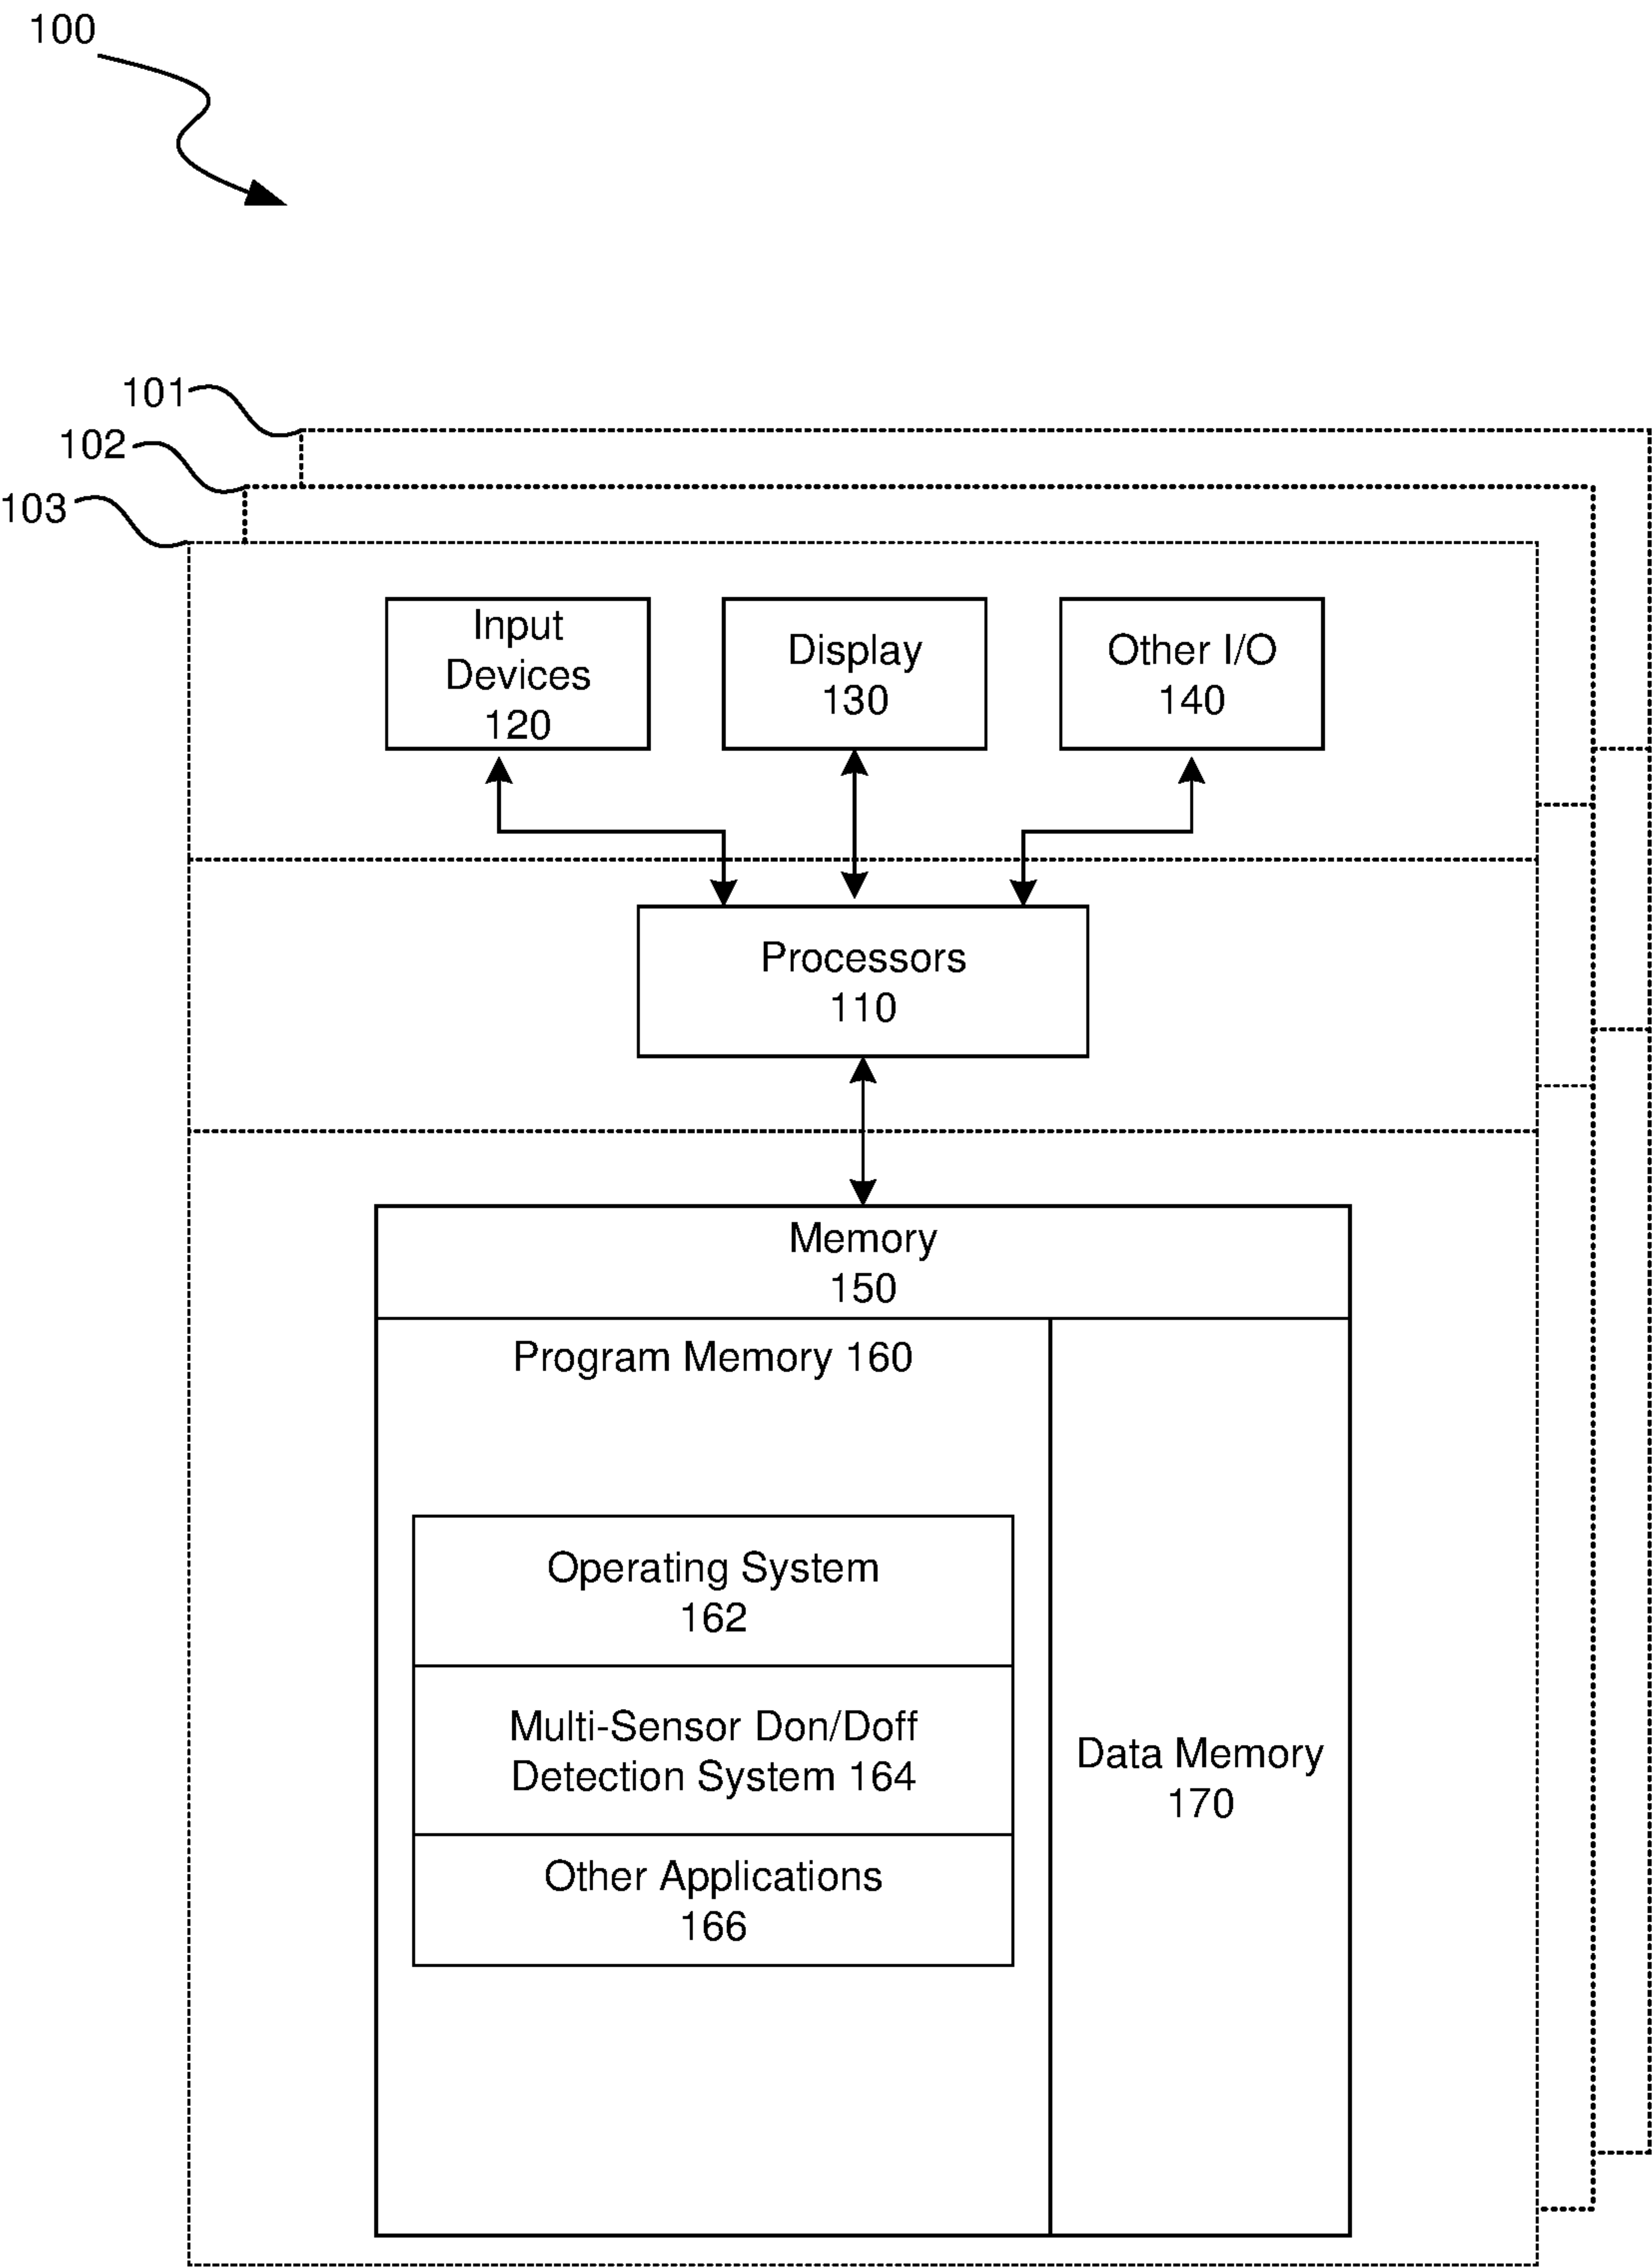 100
101
102
103
Input
Devices
120
Display
130
Other I/O
140
Processors
110
Memory
150
Program Memory 160
Operating System
162
Multi-Sensor Don/Doff
Detection System 164
Other Applications
166
Data Memory
170